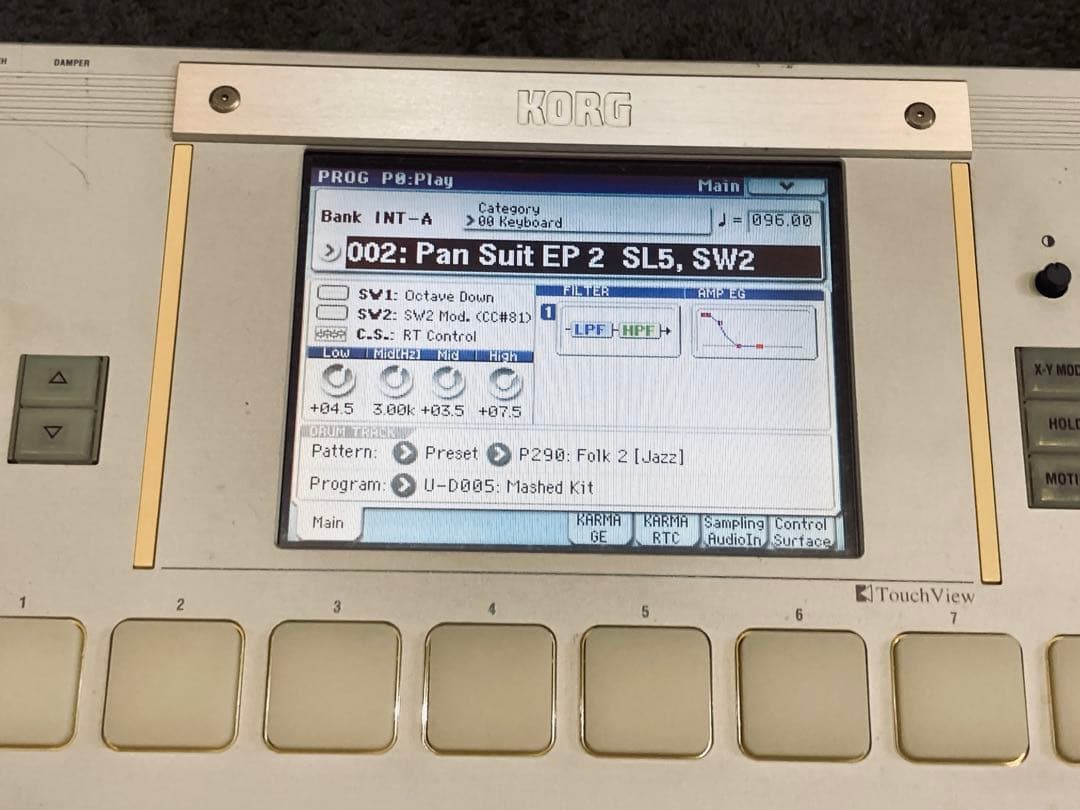 DAMPER
KORG
PROG P0:Play Main
Bank INT-A
Category
00 Keyboard
♩ = 096.00
002: Pan Suit EP 2 SL5, SW2
SW1: Octave Down
SW2: SW2 Mod. (CC#81)
C.S.: RT Control
FILTER AMP EG
1
LPF HPF
Low Mid[Hz] Mid High
+04.5 3.00k +03.5 +07.5
DRUM TRACK
Pattern: Preset P290: Folk 2 [Jazz]
Program: U-D005: Mashed Kit
Main
KARMA GE
KARMA RTC
Sampling AudioIn
Control Surface
X-Y MOD
HOLD
MOTI
TouchView
1 2 3 4 5 6 7